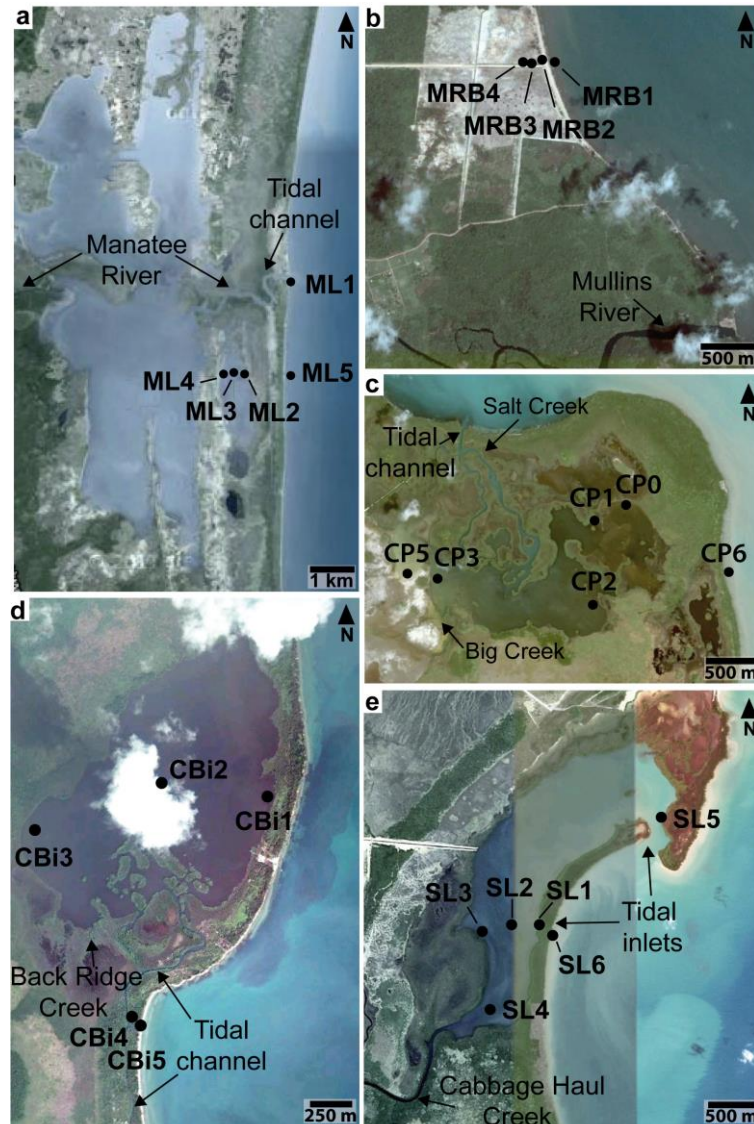 a
N
Tidal
channel
Manatee
River
ML1
ML4
ML3
ML2
ML5
1 km
b
N
MRB4
MRB3
MRB2
MRB1
Mullins
River
500 m
c
N
Salt Creek
Tidal
channel
CP1
CP0
CP5
CP3
CP2
CP6
Big Creek
500 m
d
N
CBi2
CBi1
CBi3
Back Ridge
Creek
CBi4
CBi5
Tidal
channel
250 m
e
N
SL5
SL3
SL2
SL1
Tidal
inlets
SL6
SL4
Cabbage Haul
Creek
500 m